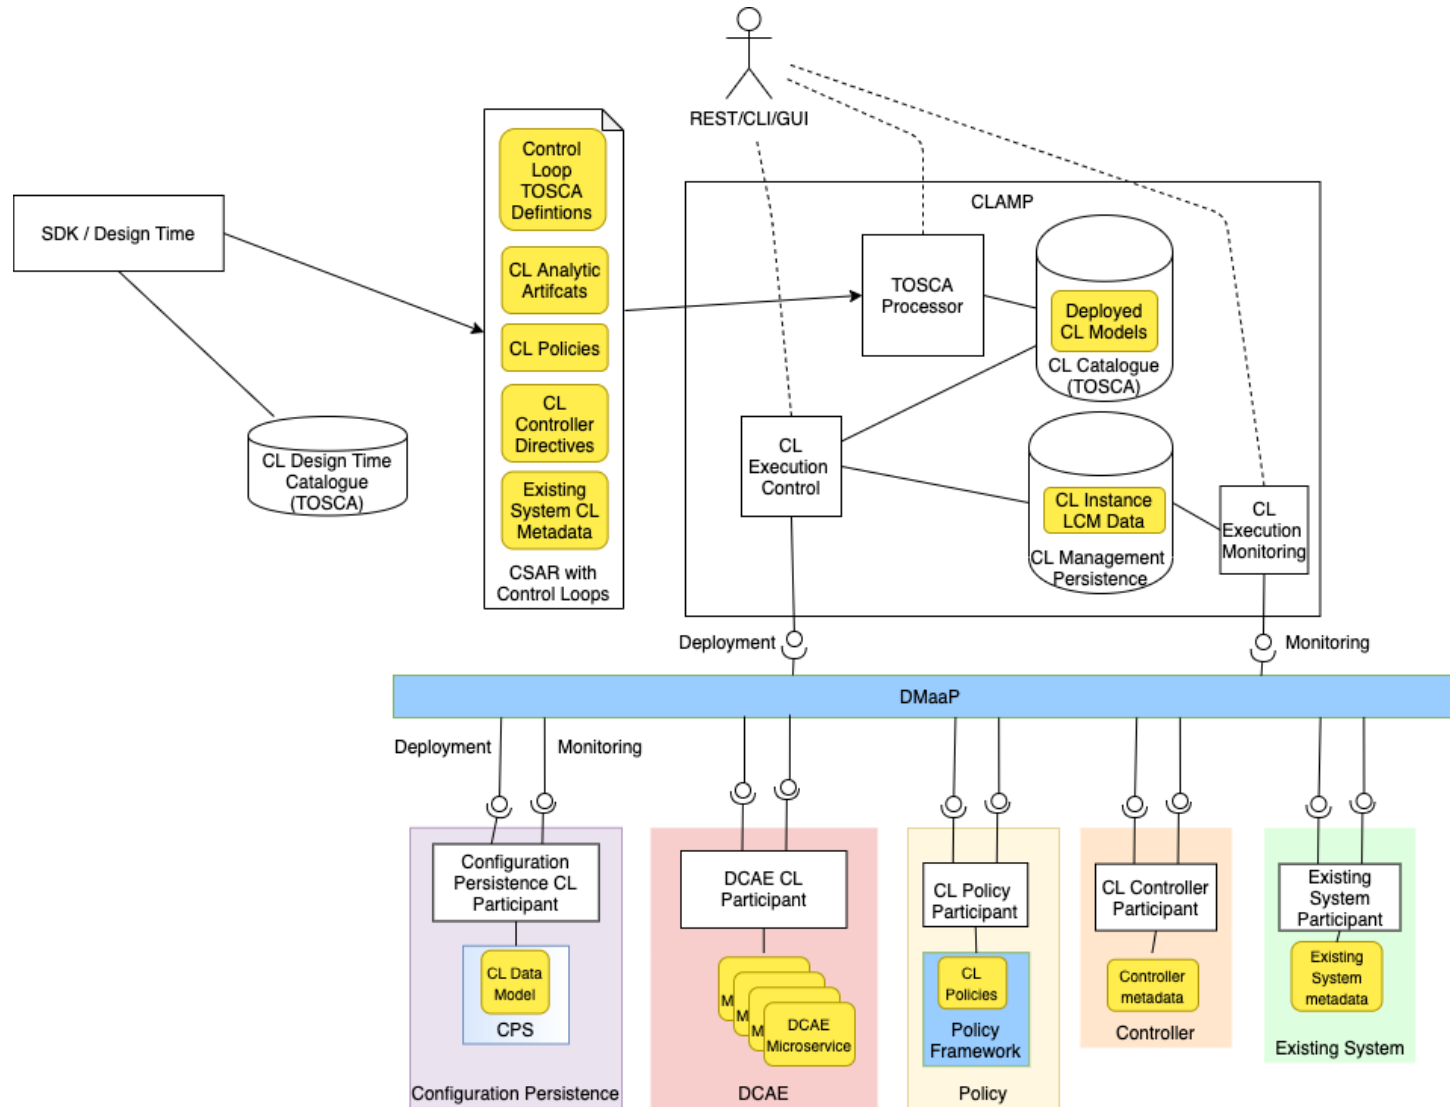 REST/CLI/GUI
Control
Loop
TOSCA
Defintions
CL Analytic
Artifcats
CL Policies
CL
Controller
Directives
Existing
System CL
Metadata
CSAR with
Control Loops
SDK / Design Time
CL Design Time
Catalogue
(TOSCA)
CLAMP
TOSCA
Processor
Deployed
CL Models
CL Catalogue
(TOSCA)
CL
Execution
Control
CL Instance
LCM Data
CL Management
Persistence
CL
Execution
Monitoring
Deployment
Monitoring
DMaaP
Deployment
Monitoring
Configuration
Persistence CL
Participant
CL Data
Model
CPS
Configuration Persistence
DCAE CL
Participant
M
M
M
DCAE
Microservice
DCAE
CL Policy
Participant
CL
Policies
Policy
Framework
Policy
CL Controller
Participant
Controller
metadata
Controller
Existing
System
Participant
Existing
System
metadata
Existing System